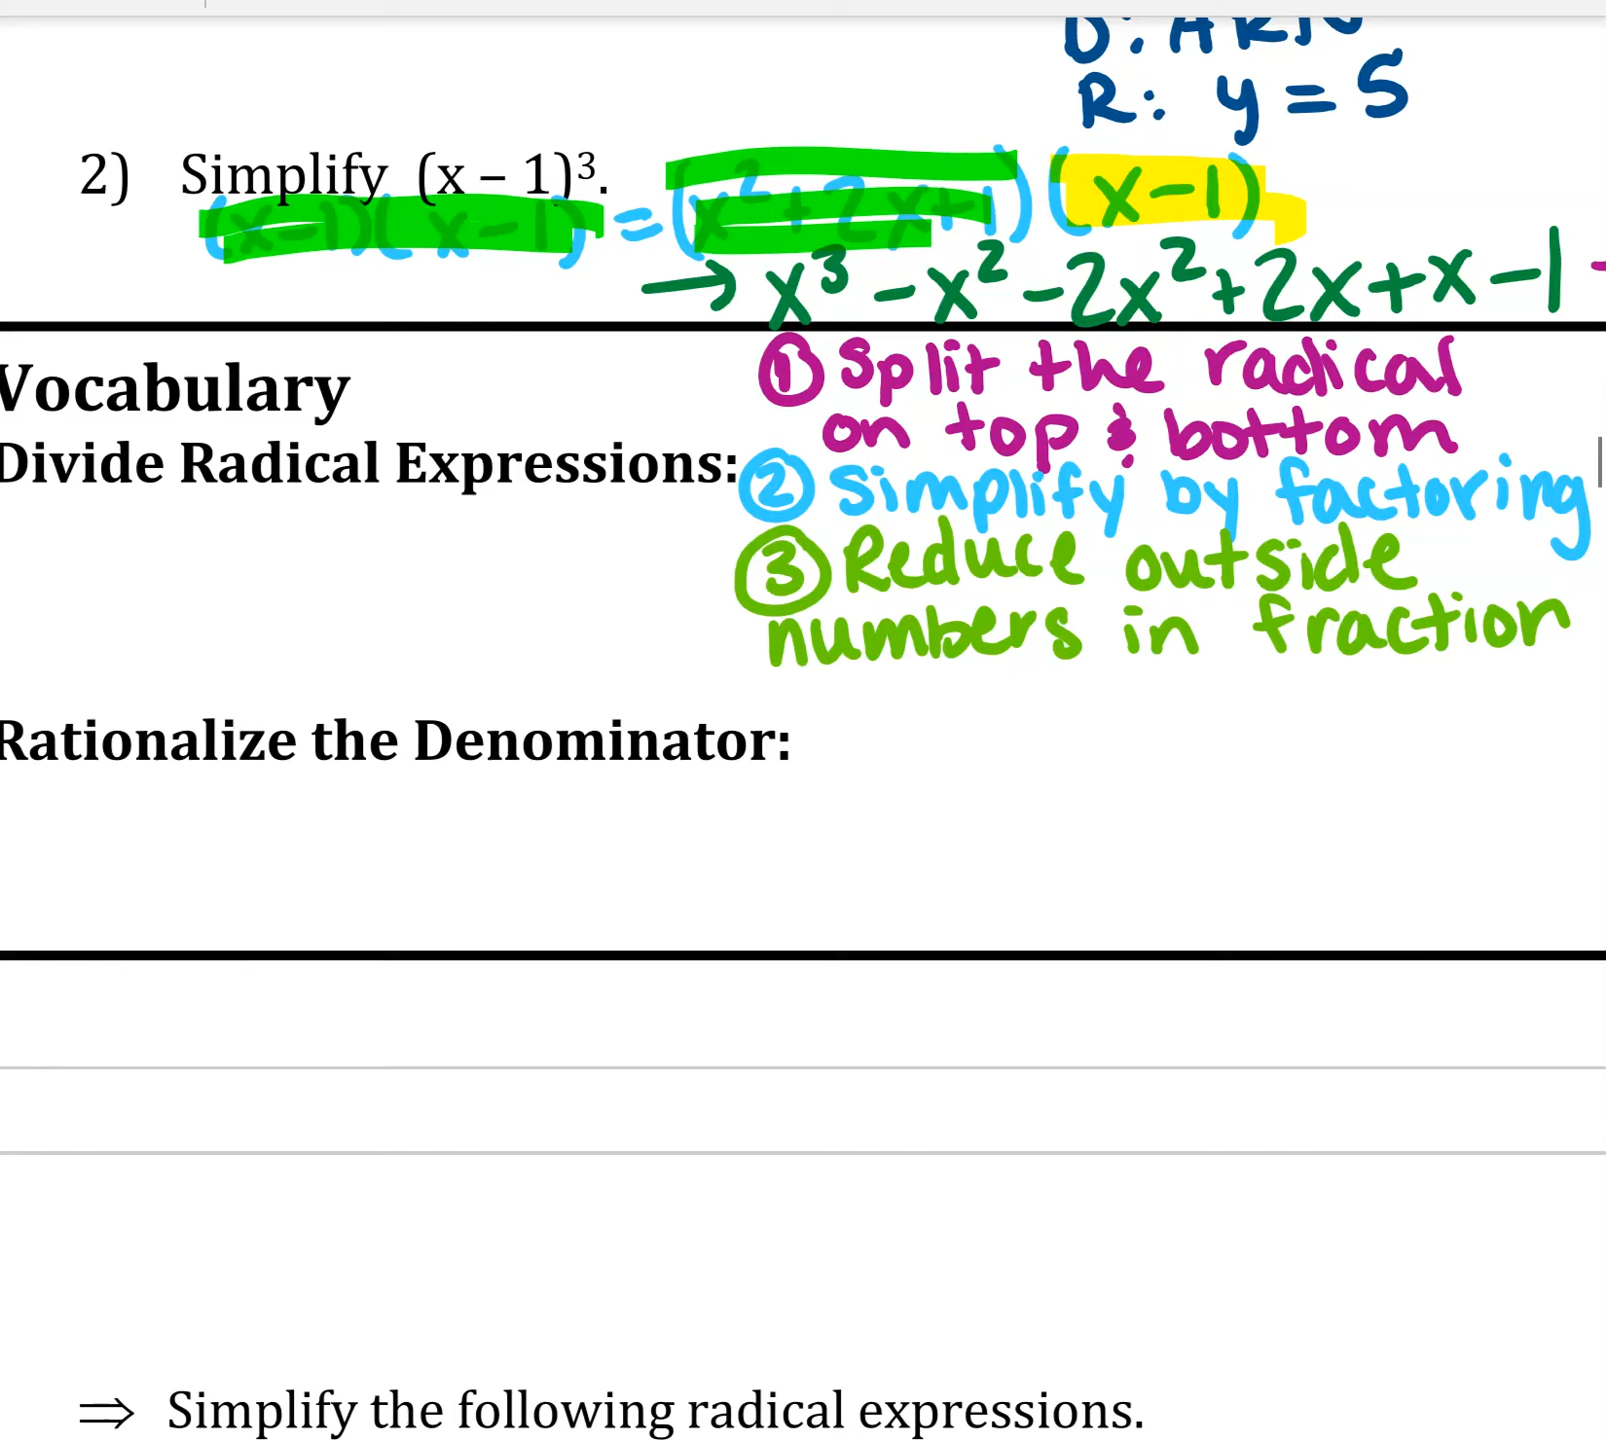 R: y = 5
2) Simplify (x – 1)³. = (x² + 2x+1) (x-1)
(x-1)( x-1)
→ x³ - x² - 2x² + 2x + x - 1
Vocabulary
① Split the radical
on top & bottom
Divide Radical Expressions:
② Simplify by factoring
③ Reduce outside
numbers in fraction
Rationalize the Denominator:
⇒ Simplify the following radical expressions.